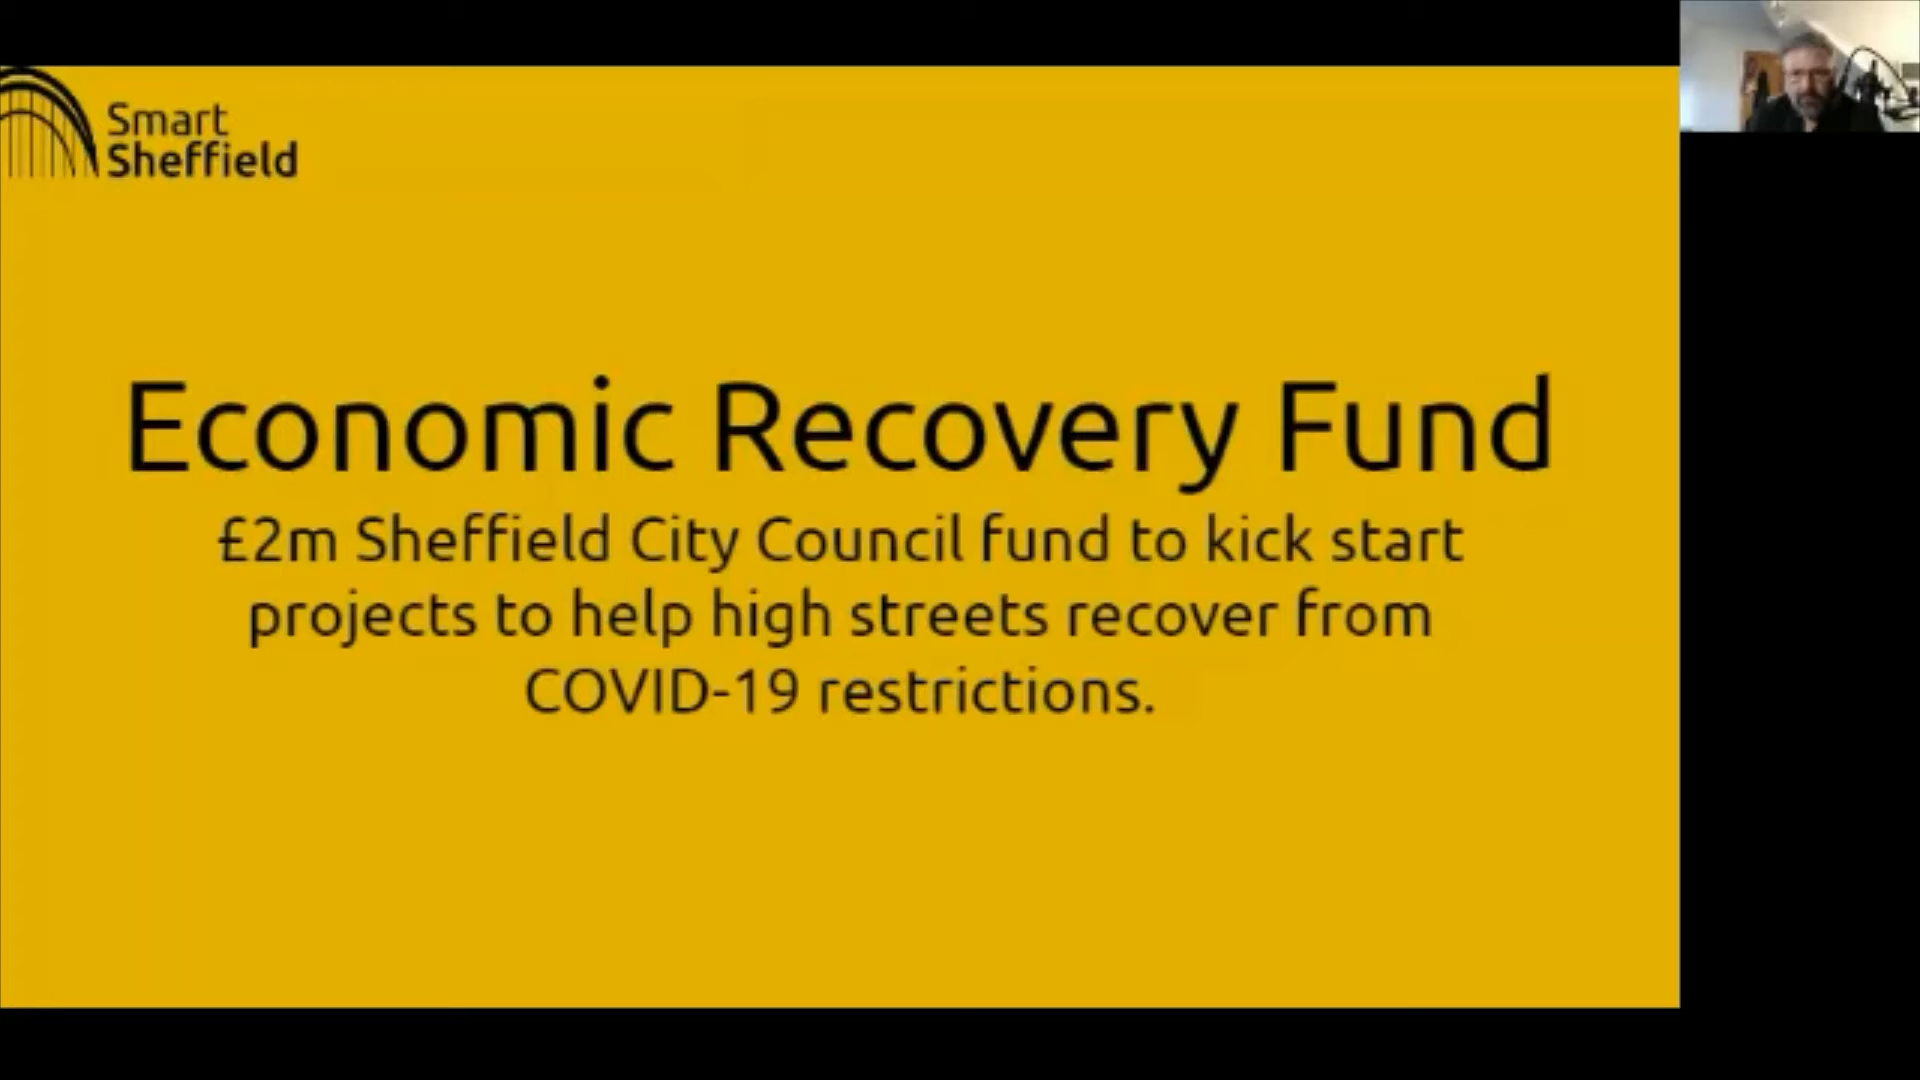 Smart
Sheffield
Economic Recovery Fund
£2m Sheffield City Council fund to kick start
projects to help high streets recover from
COVID-19 restrictions.